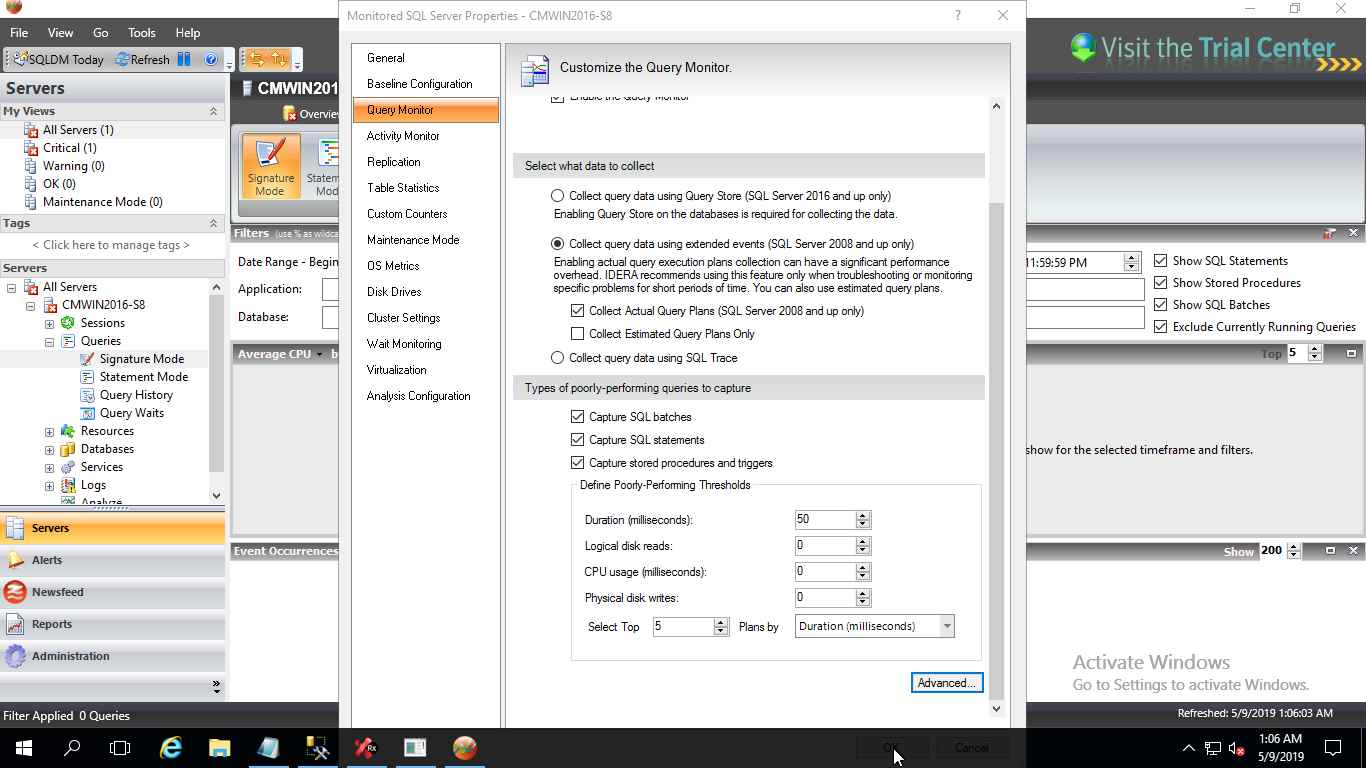 Monitored SQL Server Properties - CMWIN2016-S8
?
File View Go Tools Help
SQLDM Today Refresh
Visit the Trial Center
Servers
My Views
All Servers (1)
Critical (1)
Warning (0)
OK (0)
Maintenance Mode (0)
Tags
< Click here to manage tags >
Servers
All Servers
CMWIN2016-S8
Sessions
Queries
Signature Mode
Statement Mode
Query History
Query Waits
Resources
Databases
Services
Logs
Analyze
Servers
Alerts
Newsfeed
Reports
Administration
Filter Applied 0 Queries
CMWIN201
Overvie
Signature
Mode
Statem
Mod
Filters (use % as wildca
Date Range - Begin
Application:
Database:
Average CPU b
Event Occurrences
General
Baseline Configuration
Query Monitor
Activity Monitor
Replication
Table Statistics
Custom Counters
Maintenance Mode
OS Metrics
Disk Drives
Cluster Settings
Wait Monitoring
Virtualization
Analysis Configuration
Customize the Query Monitor.
Enable the Query Monitor
Select what data to collect
Collect query data using Query Store (SQL Server 2016 and up only)
Enabling Query Store on the databases is required for collecting the data.
Collect query data using extended events (SQL Server 2008 and up only)
Enabling actual query execution plans collection can have a significant performance
overhead. IDERA recommends using this feature only when troubleshooting or monitoring
specific problems for short periods of time. You can also use estimated query plans.
Collect Actual Query Plans (SQL Server 2008 and up only)
Collect Estimated Query Plans Only
Collect query data using SQL Trace
Types of poorly-performing queries to capture
Capture SQL batches
Capture SQL statements
Capture stored procedures and triggers
Define Poorly-Performing Thresholds
Duration (milliseconds): 50
Logical disk reads: 0
CPU usage (milliseconds): 0
Physical disk writes: 0
Select Top 5 Plans by Duration (milliseconds)
Advanced...
OK Cancel
11:59:59 PM
Show SQL Statements
Show Stored Procedures
Show SQL Batches
Exclude Currently Running Queries
Top 5
show for the selected timeframe and filters.
Show 200
Activate Windows
Go to Settings to activate Windows.
Refreshed: 5/9/2019 1:06:03 AM
Rx
1:06 AM
5/9/2019